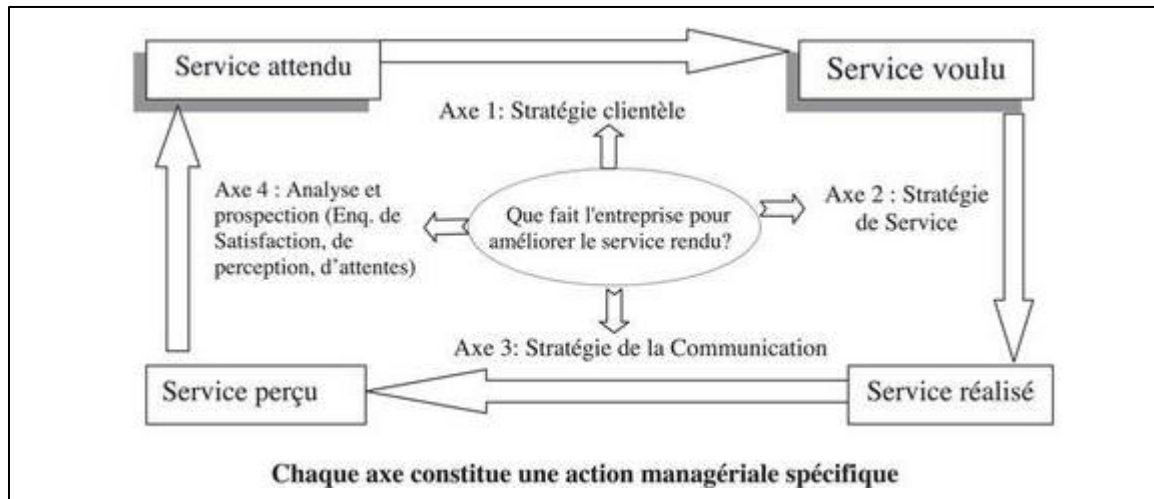 Service attendu
Service voulu
Axe 1: Stratégie clientèle
Axe 4 : Analyse et
prospection (Enq. de
Satisfaction, de
perception, d'attentes)
Que fait l'entreprise pour
améliorer le service rendu?
Axe 2 : Stratégie
de Service
Axe 3: Stratégie de la Communication
Service perçu
Service réalisé
Chaque axe constitue une action managériale spécifique